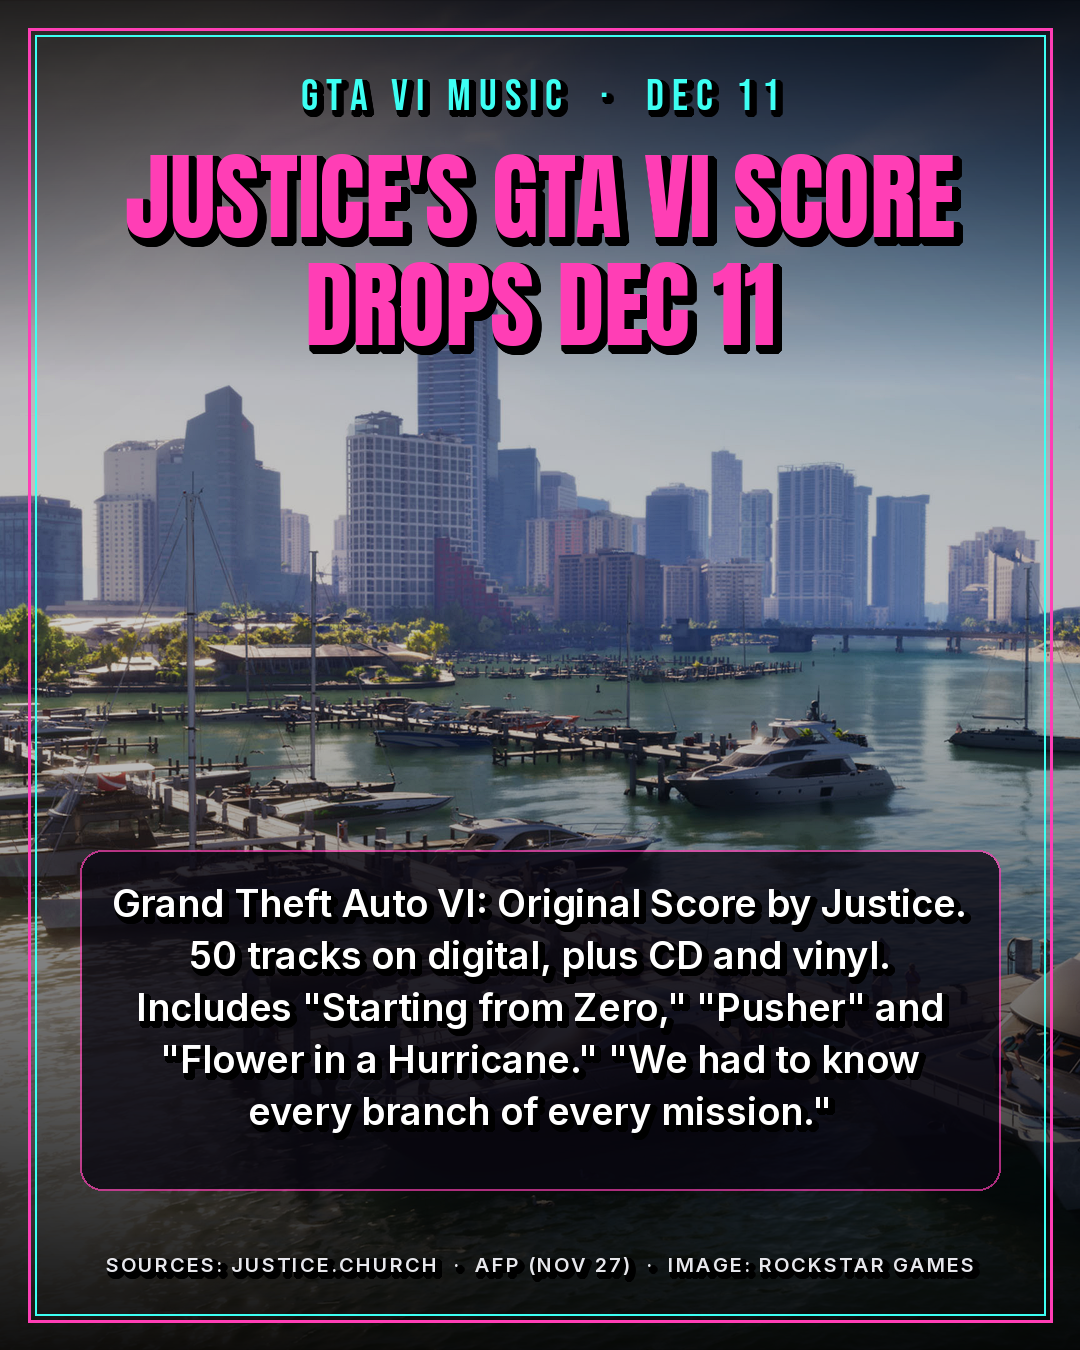 GTA VI MUSIC · DEC 11
JUSTICE'S GTA VI SCORE
DROPS DEC 11
Grand Theft Auto VI: Original Score by Justice.
50 tracks on digital, plus CD and vinyl.
Includes "Starting from Zero," "Pusher" and
"Flower in a Hurricane." "We had to know
every branch of every mission."
SOURCES: JUSTICE.CHURCH · AFP (NOV 27) · IMAGE: ROCKSTAR GAMES